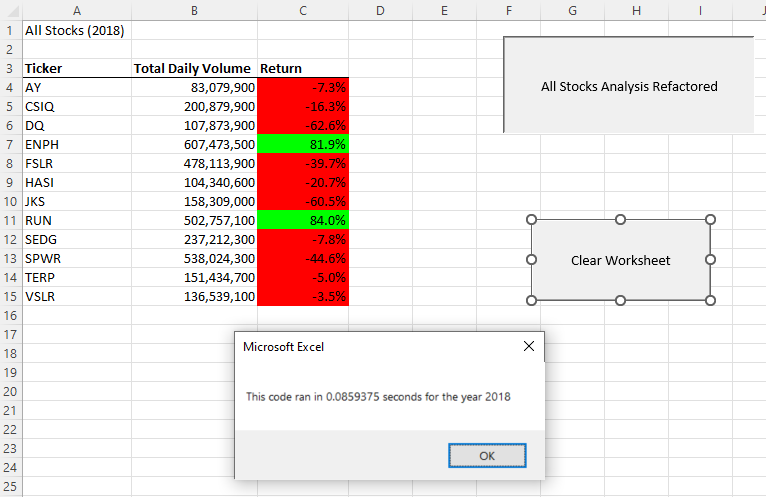 A B C D E F G H I J
1 All Stocks (2018)
2
3 Ticker Total Daily Volume Return
4 AY 83,079,900 -7.3%
5 CSIQ 200,879,900 -16.3%
6 DQ 107,873,900 -62.6%
7 ENPH 607,473,500 81.9%
8 FSLR 478,113,900 -39.7%
9 HASI 104,340,600 -20.7%
10 JKS 158,309,000 -60.5%
11 RUN 502,757,100 84.0%
12 SEDG 237,212,300 -7.8%
13 SPWR 538,024,300 -44.6%
14 TERP 151,434,700 -5.0%
15 VSLR 136,539,100 -3.5%
16
17
18
19
20
21
22
23
24
25
All Stocks Analysis Refactored
Clear Worksheet
Microsoft Excel
This code ran in 0.0859375 seconds for the year 2018
OK